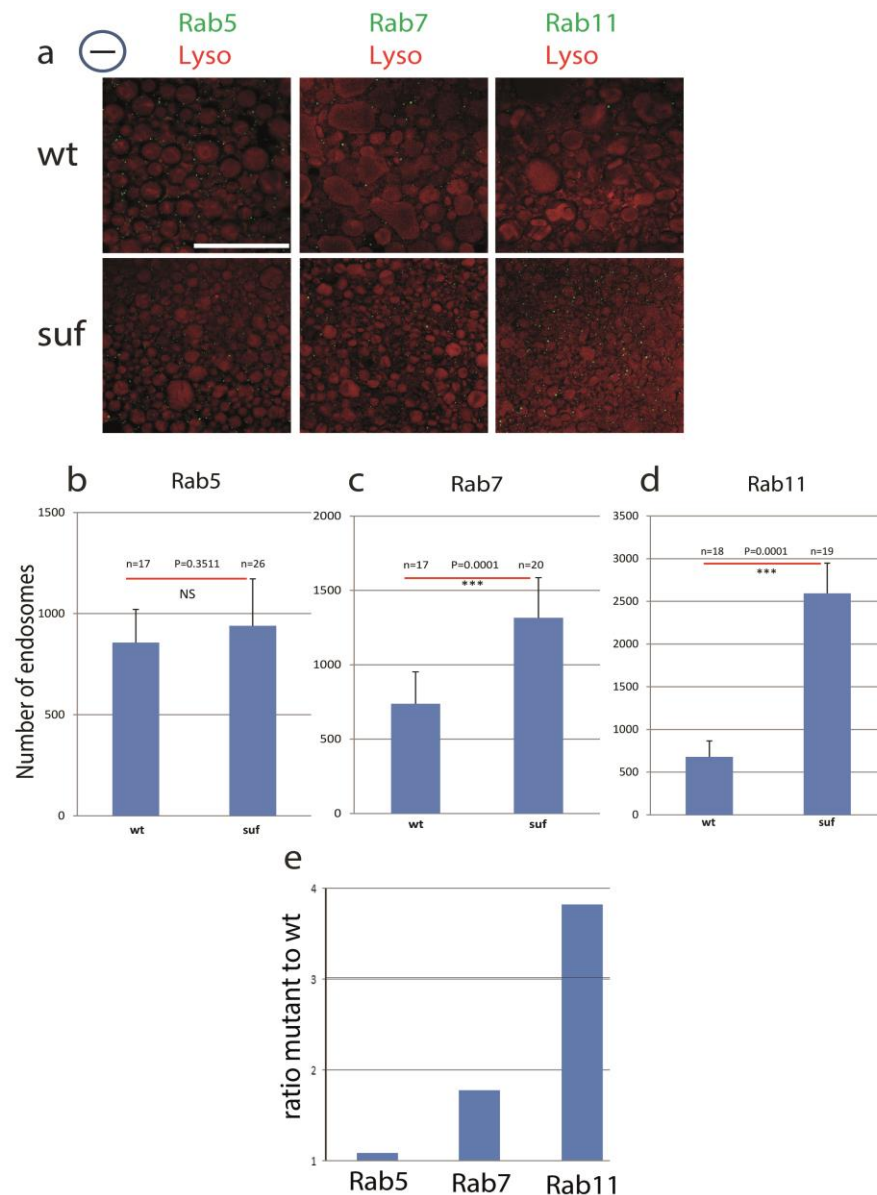 a Rab5 Rab7 Rab11
Lyso Lyso Lyso
wt
suf
b Rab5
Number of endosomes
1500
1000
500
0
n=17 P=0.3511 n=26
NS
wt suf
c Rab7
2000
1500
1000
500
0
n=17 P=0.0001 n=20
***
wt suf
d Rab11
3500
3000
2500
2000
1500
1000
500
0
n=18 P=0.0001 n=19
***
wt suf
e
ratio mutant to wt
4
3
2
1
Rab5 Rab7 Rab11